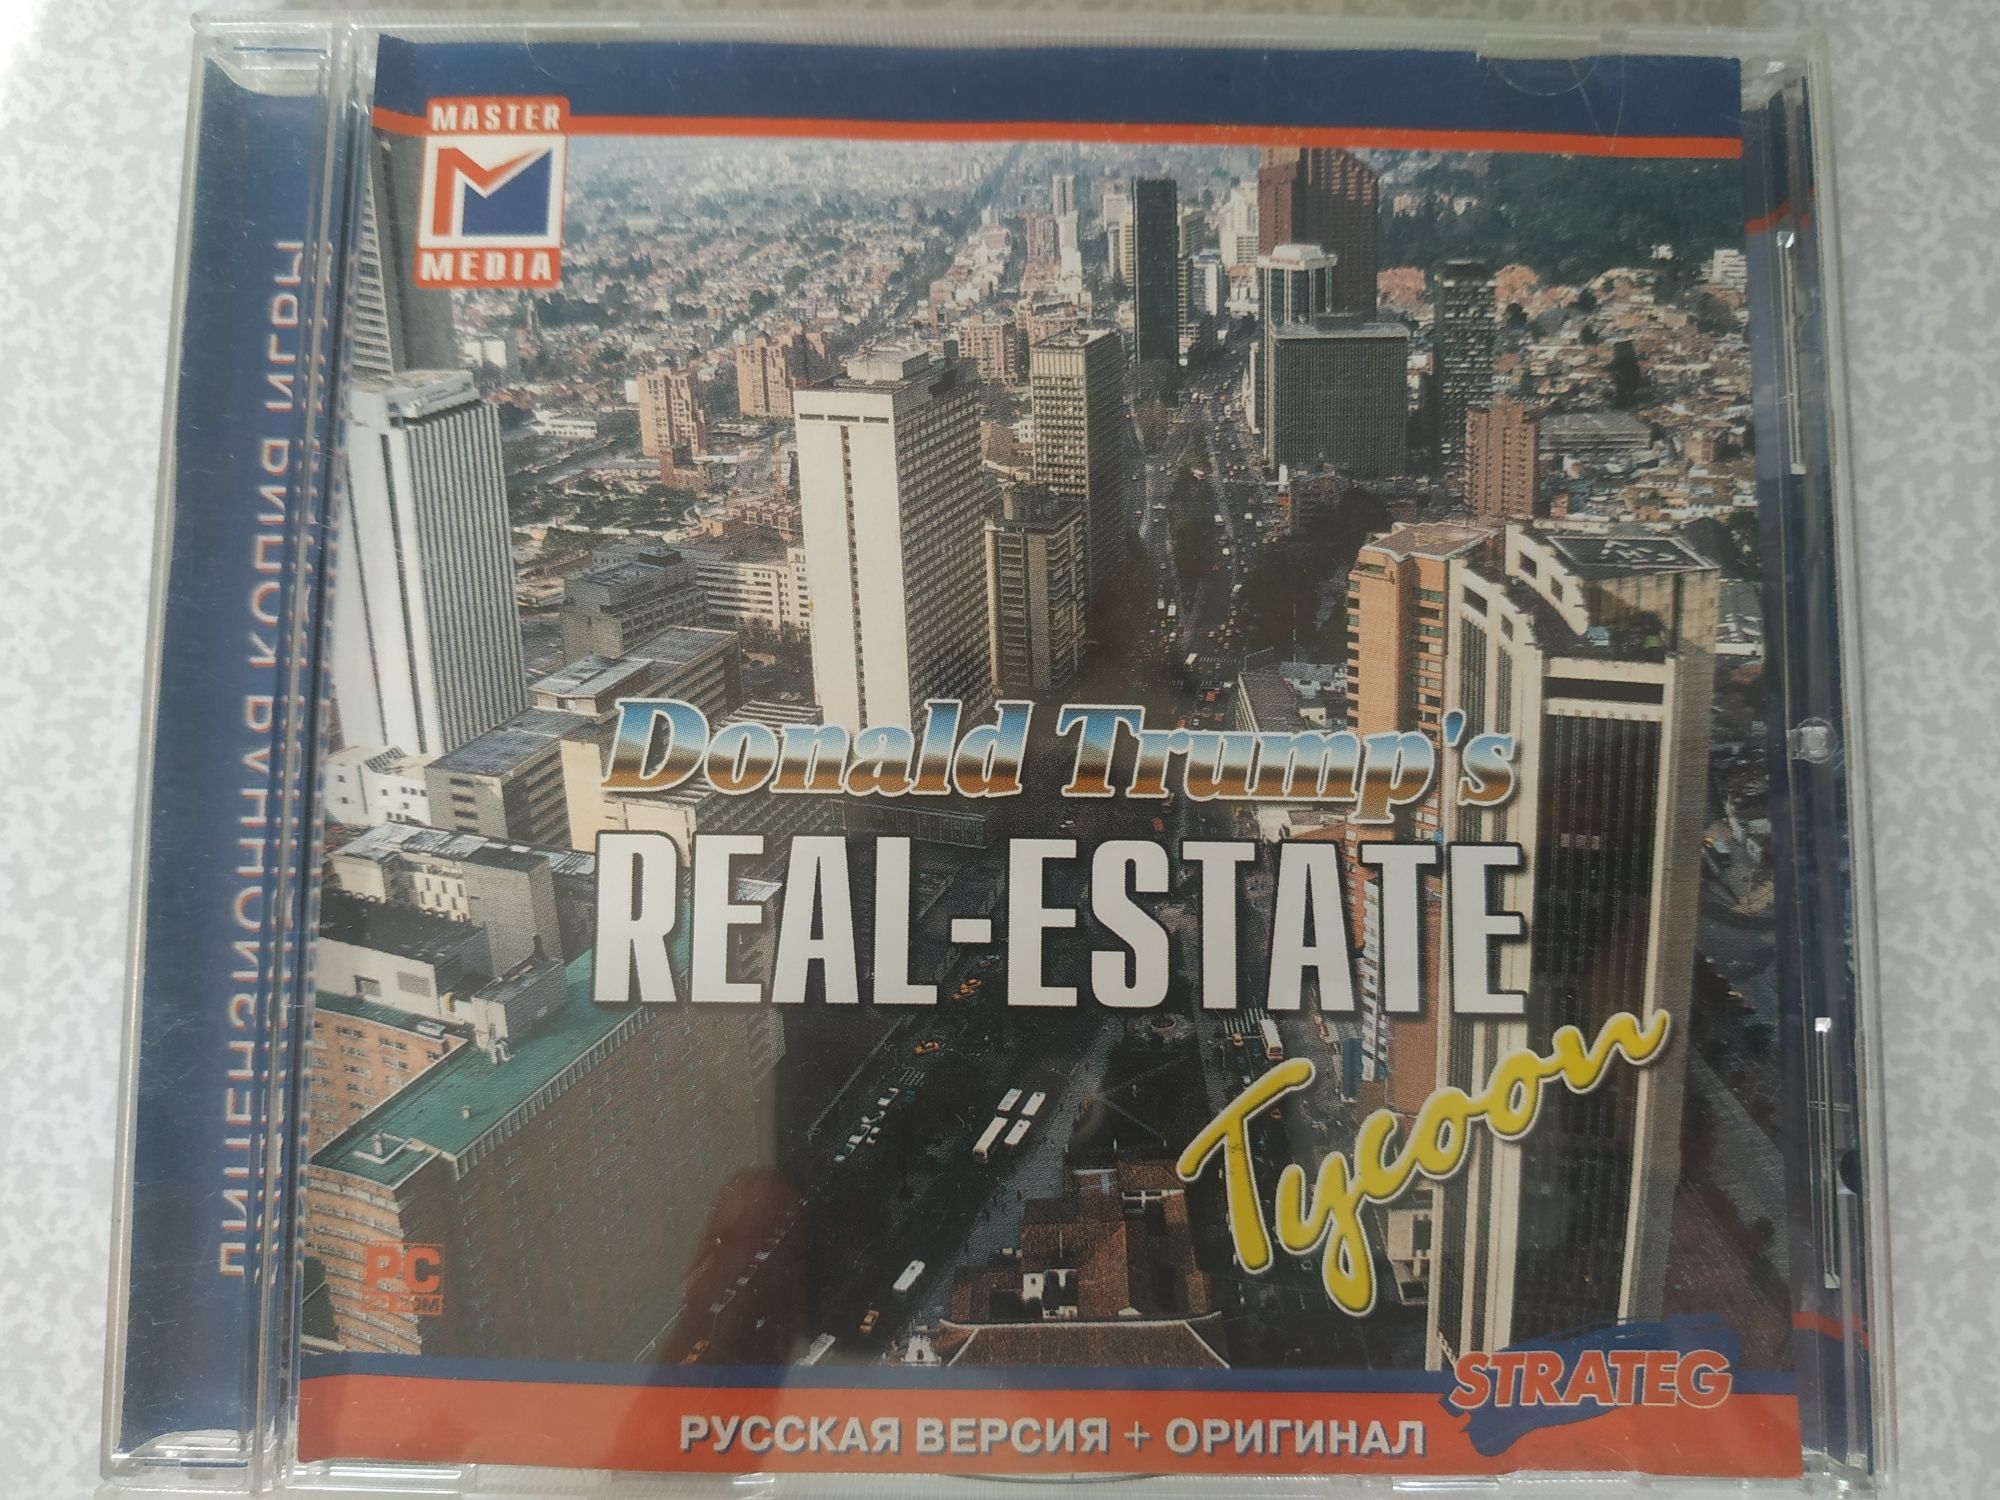 MASTER
MEDIA
ЛИЦЕНЗИОННАЯ КОПИЯ ИГРЫ
Donald Trump's
REAL-ESTATE
Tycoon
PC
STRATEG
РУССКАЯ ВЕРСИЯ + ОРИГИНАЛ